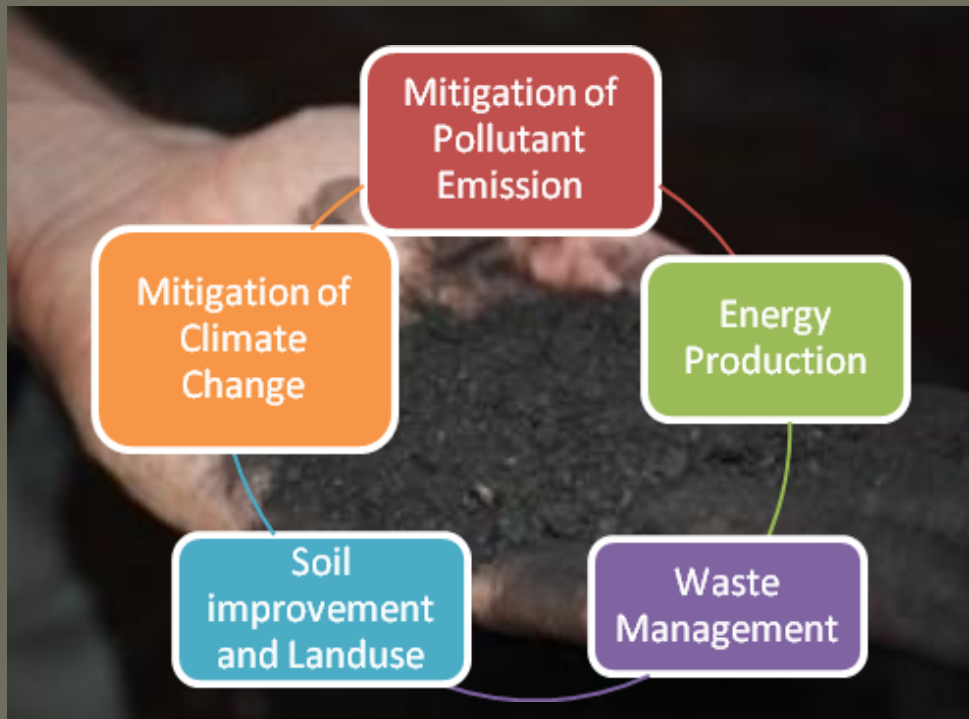 Mitigation of
Pollutant
Emission
Mitigation of
Climate
Change
Energy
Production
Soil
improvement
and Landuse
Waste
Management